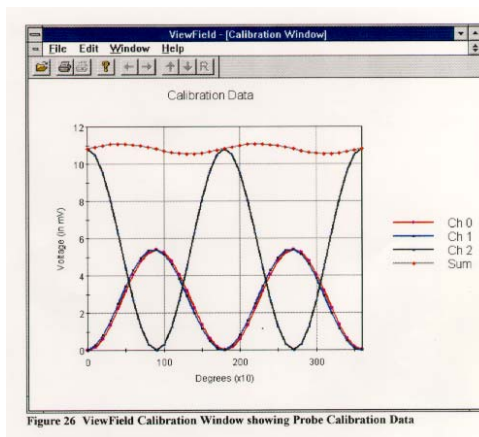 ViewField - [Calibration Window]
File Edit Window Help
R
Calibration Data
12
10
8
6
4
2
0
Voltage (in mV)
0 100 200 300
Degrees (x10)
Ch 0
Ch 1
Ch 2
Sum
Figure 26 ViewField Calibration Window showing Probe Calibration Data